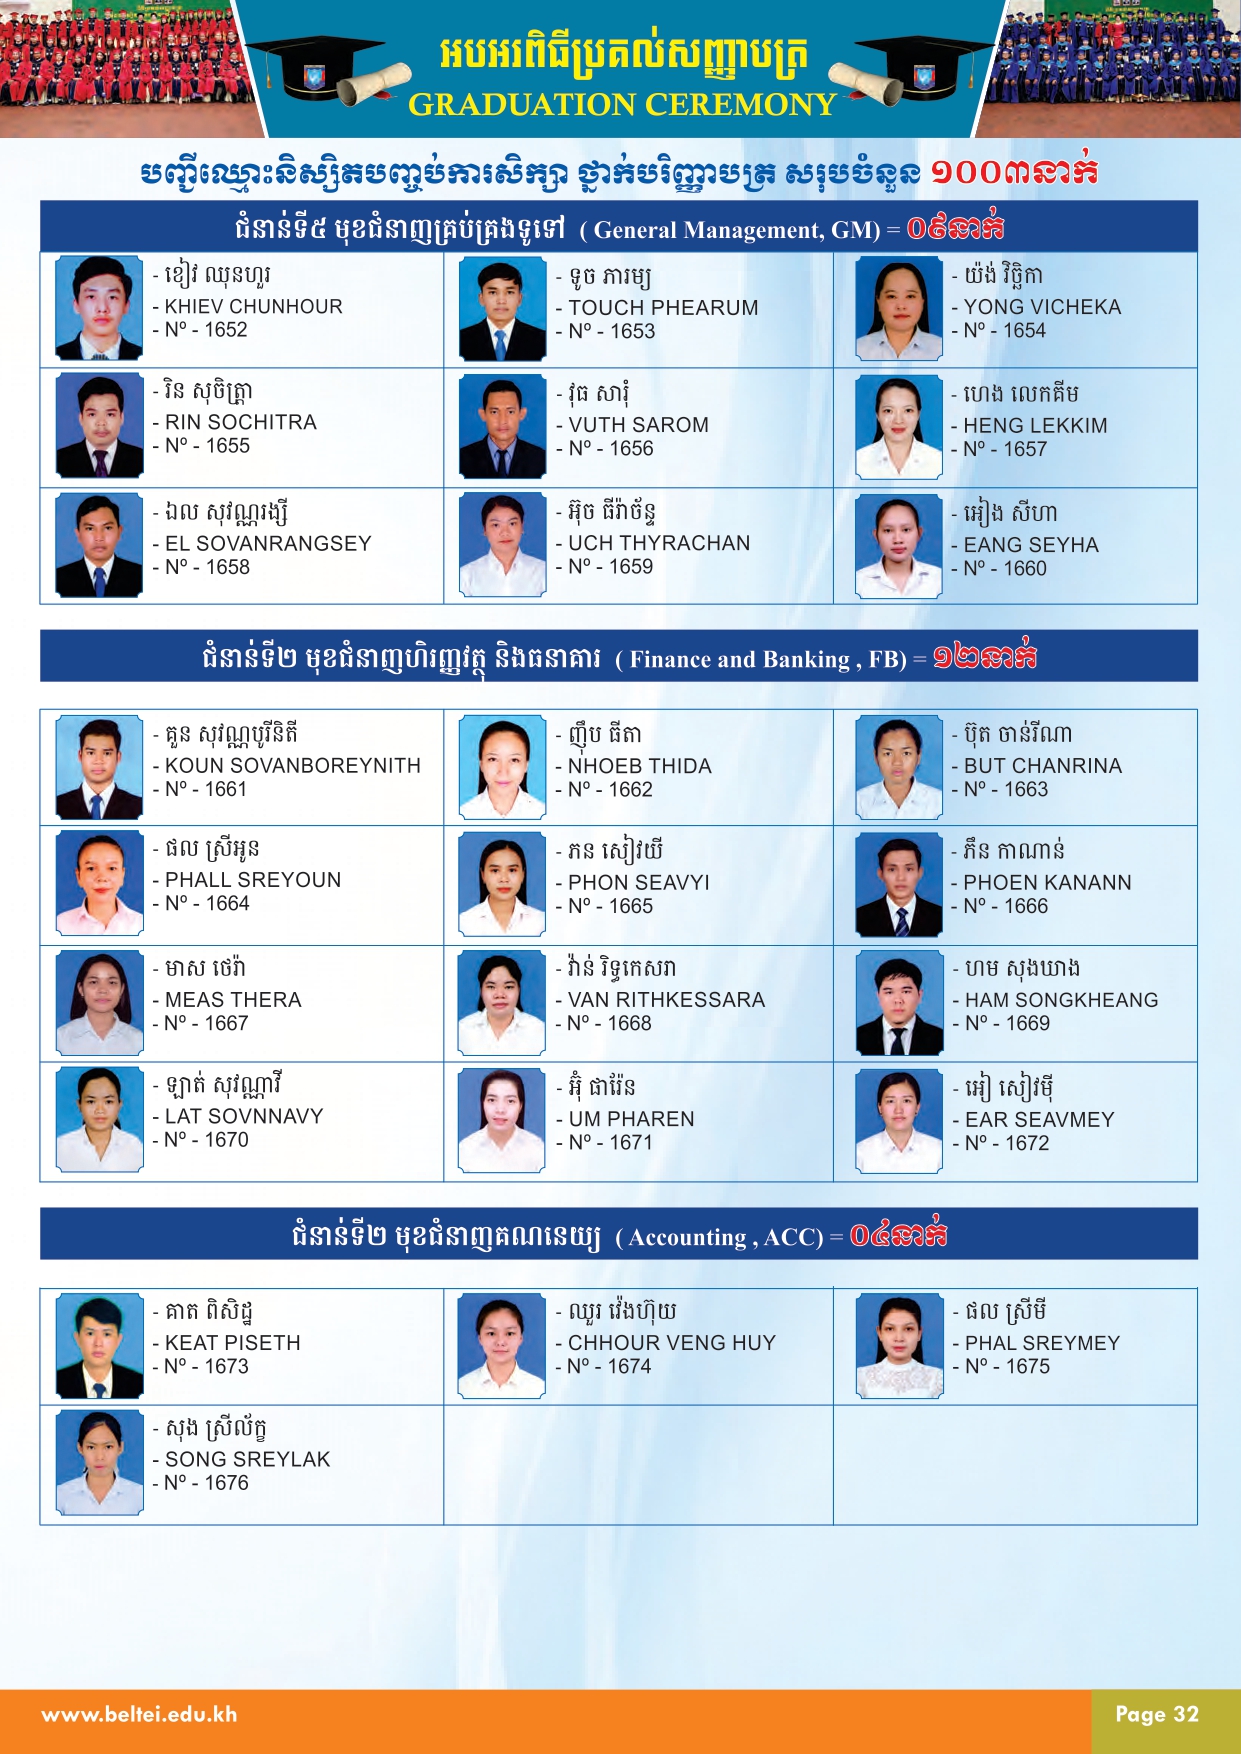 អបអរពិធីប្រគល់សញ្ញាបត្រ
GRADUATION CEREMONY
បញ្ជីឈ្មោះនិស្សិតបញ្ចប់ការសិក្សា ថ្នាក់បរិញ្ញាបត្រ សរុបចំនួន ១០០៣នាក់
ជំនាន់ទី៥ មុខជំនាញគ្រប់គ្រងទូទៅ ( General Management, GM) = ០៩នាក់
- ខៀវ ឈុនហួរ
- KHIEV CHUNHOUR
- Nº - 1652
- ទូច ភារម្យ
- TOUCH PHEARUM
- Nº - 1653
- យ៉ង់ វិច្ឆិកា
- YONG VICHEKA
- Nº - 1654
- រិន សុចិត្រ្តា
- RIN SOCHITRA
- Nº - 1655
- វុធ សារុំ
- VUTH SAROM
- Nº - 1656
- ហេង លេកគីម
- HENG LEKKIM
- Nº - 1657
- ឯល សុវណ្ណរង្សី
- EL SOVANRANGSEY
- Nº - 1658
- អ៊ុច ធីរ៉ាច័ន្ទ
- UCH THYRACHAN
- Nº - 1659
- អៀង សីហា
- EANG SEYHA
- Nº - 1660
ជំនាន់ទី២ មុខជំនាញហិរញ្ញវត្ថុ និងធនាគារ ( Finance and Banking , FB) = ១២នាក់
- គួន សុវណ្ណបូរីនិតី
- KOUN SOVANBOREYNITH
- Nº - 1661
- ញ៉ឹប ធីតា
- NHOEB THIDA
- Nº - 1662
- ប៊ុត ចាន់រីណា
- BUT CHANRINA
- Nº - 1663
- ផល ស្រីអូន
- PHALL SREYOUN
- Nº - 1664
- ភន សៀវយី
- PHON SEAVYI
- Nº - 1665
- ភឹន កាណាន់
- PHOEN KANANN
- Nº - 1666
- មាស ថេរ៉ា
- MEAS THERA
- Nº - 1667
- វ៉ាន់ រិទ្ធកេសរា
- VAN RITHKESSARA
- Nº - 1668
- ហម សុងឃាង
- HAM SONGKHEANG
- Nº - 1669
- ឡាត់ សុវណ្ណាវី
- LAT SOVNNAVY
- Nº - 1670
- អ៊ុំ ផារ៉ែន
- UM PHAREN
- Nº - 1671
- អៀ សៀវម៉ី
- EAR SEAVMEY
- Nº - 1672
ជំនាន់ទី២ មុខជំនាញគណនេយ្យ ( Accounting , ACC) = ០៤នាក់
- គាត ពិសិដ្ឋ
- KEAT PISETH
- Nº - 1673
- ឈួរ វ៉េងហ៊ុយ
- CHHOUR VENG HUY
- Nº - 1674
- ផល ស្រីមី
- PHAL SREYMEY
- Nº - 1675
- សុង ស្រីល័ក្ខ
- SONG SREYLAK
- Nº - 1676
www.beltei.edu.kh
Page 32